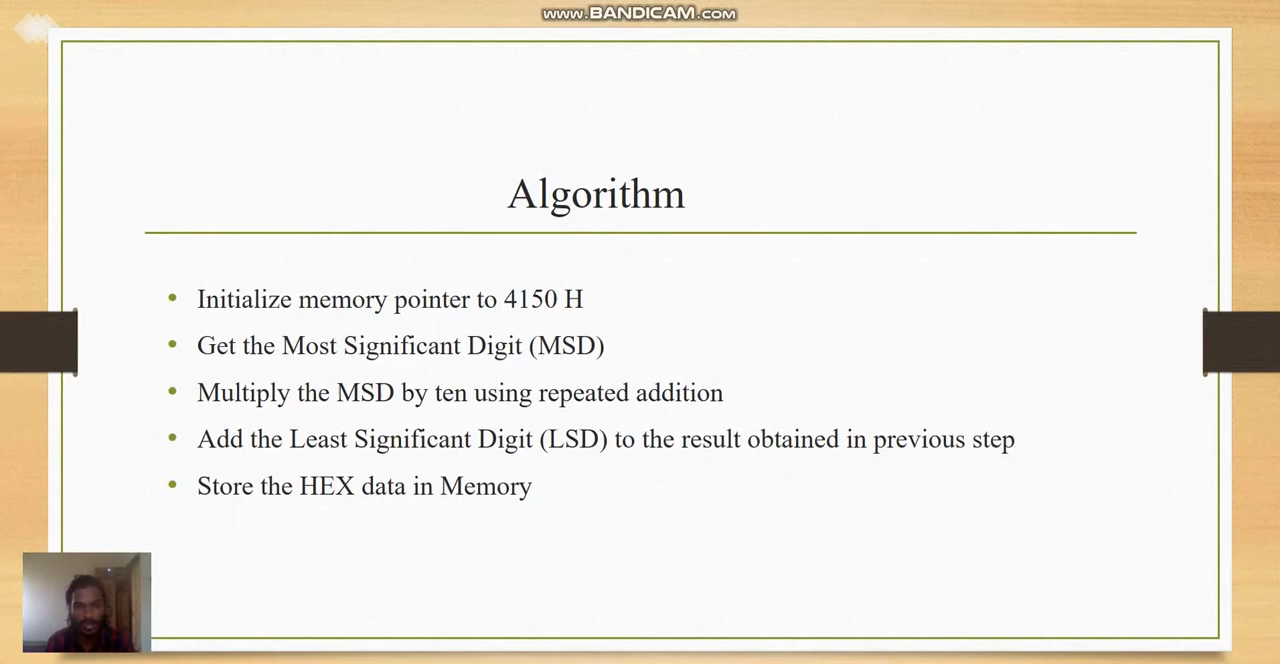 www.BANDICAM.com
Algorithm
• Initialize memory pointer to 4150 H
• Get the Most Significant Digit (MSD)
• Multiply the MSD by ten using repeated addition
• Add the Least Significant Digit (LSD) to the result obtained in previous step
• Store the HEX data in Memory